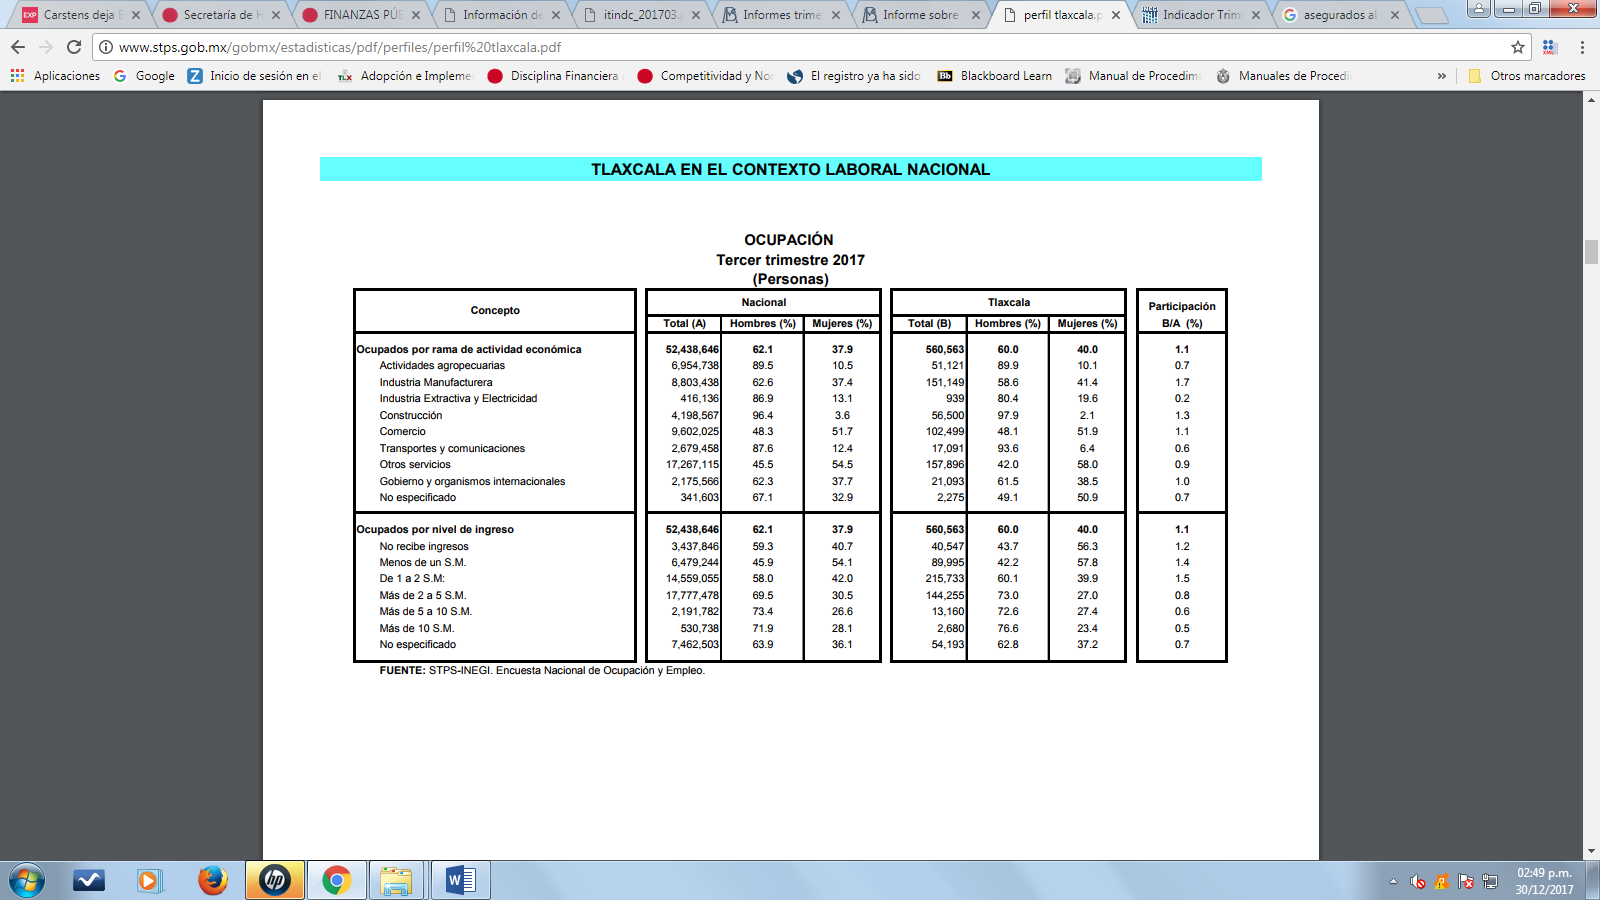 Carstens deja
Secretaría de
FINANZAS PÚB
Información de
itindc_201703.
Informes trime
Informe sobre
perfil tlaxcala.p
Indicador Trim
asegurados al
www.stps.gob.mx/gobmx/estadisticas/pdf/perfiles/perfil%20tlaxcala.pdf
Aplicaciones Google Inicio de sesión en el Adopción e Impleme Disciplina Financiera Competitividad y Nor El registro ya ha sido Blackboard Learn Manual de Procedim Manuales de Procedi » Otros marcadores
TLAXCALA EN EL CONTEXTO LABORAL NACIONAL
OCUPACIÓN
Tercer trimestre 2017
(Personas)
Concepto Nacional Tlaxcala Participación B/A (%)
Total (A) Hombres (%) Mujeres (%) Total (B) Hombres (%) Mujeres (%)
Ocupados por rama de actividad económica 52,438,646 62.1 37.9 560,563 60.0 40.0 1.1
Actividades agropecuarias 6,954,738 89.5 10.5 51,121 89.9 10.1 0.7
Industria Manufacturera 8,803,438 62.6 37.4 151,149 58.6 41.4 1.7
Industria Extractiva y Electricidad 416,136 86.9 13.1 939 80.4 19.6 0.2
Construcción 4,198,567 96.4 3.6 56,500 97.9 2.1 1.3
Comercio 9,602,025 48.3 51.7 102,499 48.1 51.9 1.1
Transportes y comunicaciones 2,679,458 87.6 12.4 17,091 93.6 6.4 0.6
Otros servicios 17,267,115 45.5 54.5 157,896 42.0 58.0 0.9
Gobierno y organismos internacionales 2,175,566 62.3 37.7 21,093 61.5 38.5 1.0
No especificado 341,603 67.1 32.9 2,275 49.1 50.9 0.7
Ocupados por nivel de ingreso 52,438,646 62.1 37.9 560,563 60.0 40.0 1.1
No recibe ingresos 3,437,846 59.3 40.7 40,547 43.7 56.3 1.2
Menos de un S.M. 6,479,244 45.9 54.1 89,995 42.2 57.8 1.4
De 1 a 2 S.M: 14,559,055 58.0 42.0 215,733 60.1 39.9 1.5
Más de 2 a 5 S.M. 17,777,478 69.5 30.5 144,255 73.0 27.0 0.8
Más de 5 a 10 S.M. 2,191,782 73.4 26.6 13,160 72.6 27.4 0.6
Más de 10 S.M. 530,738 71.9 28.1 2,680 76.6 23.4 0.5
No especificado 7,462,503 63.9 36.1 54,193 62.8 37.2 0.7
FUENTE: STPS-INEGI. Encuesta Nacional de Ocupación y Empleo.
02:49 p.m.
30/12/2017